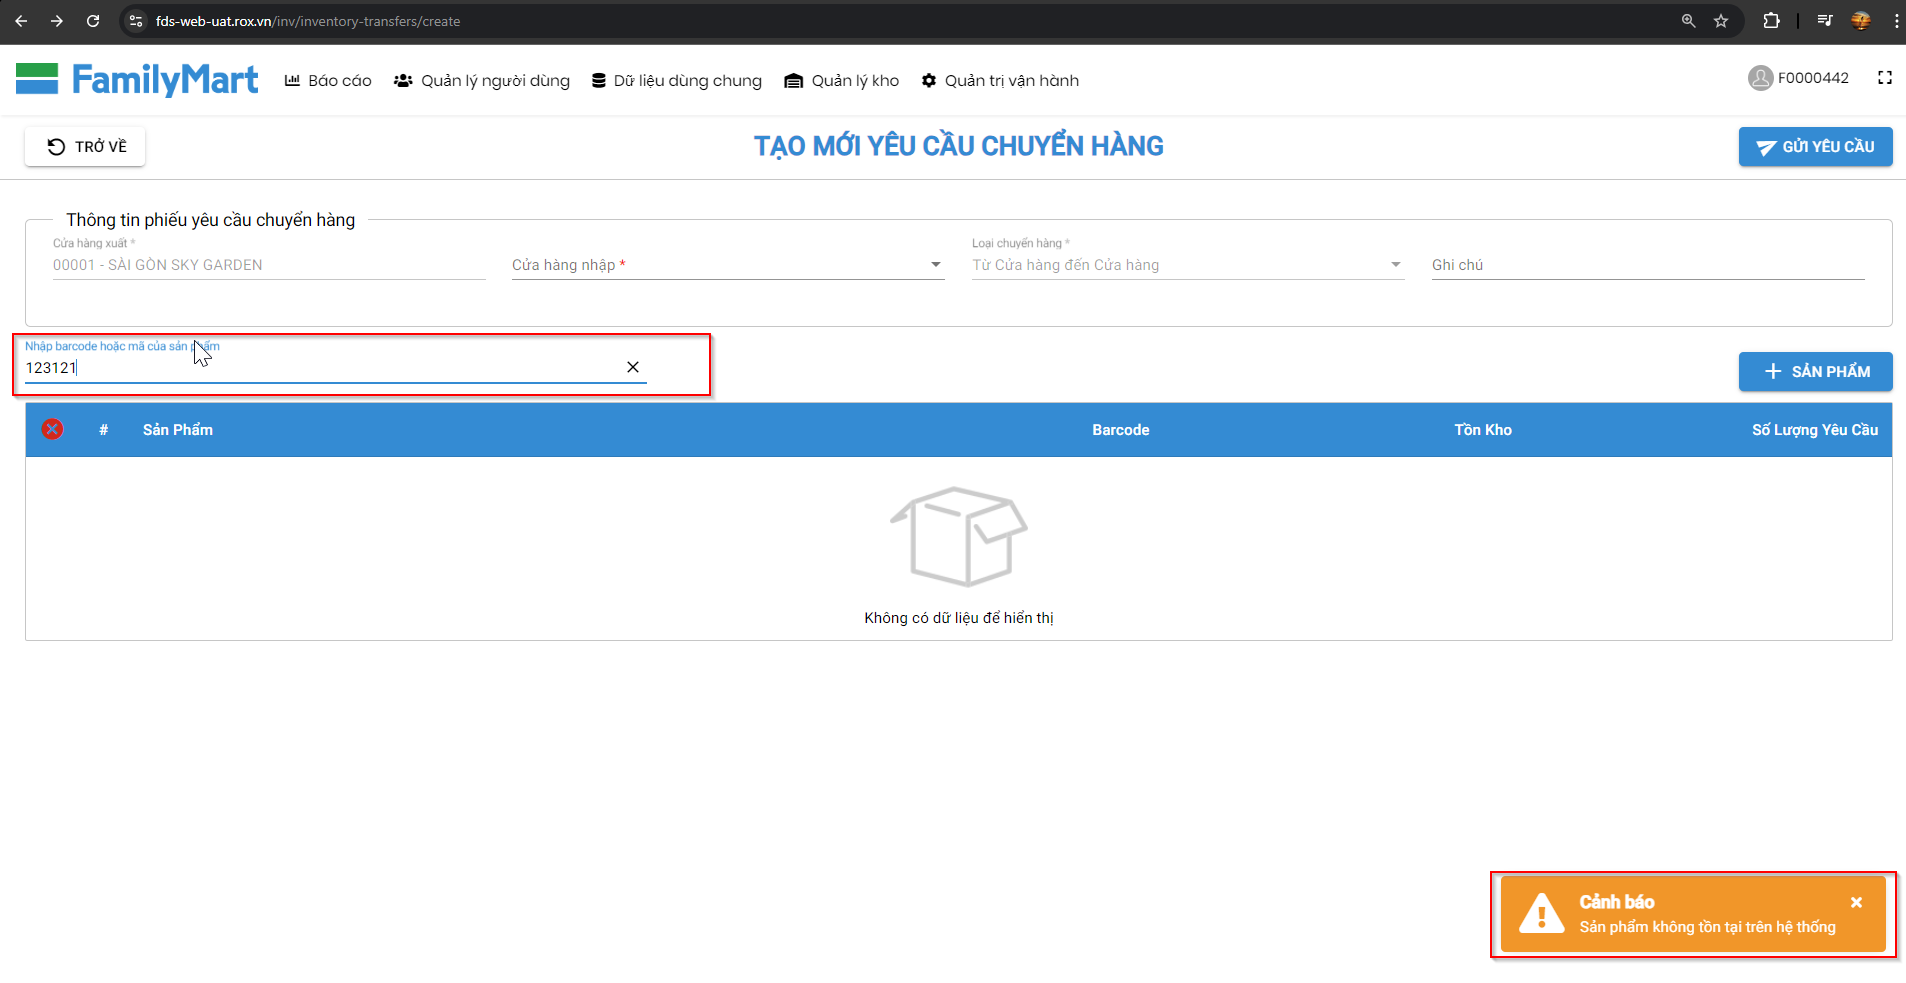 fds-web-uat.rox.vn/inv/inventory-transfers/create
FamilyMart
Báo cáo
Quản lý người dùng
Dữ liệu dùng chung
Quản lý kho
Quản trị vận hành
F0000442
TRỞ VỀ
TẠO MỚI YÊU CẦU CHUYỂN HÀNG
GỬI YÊU CẦU
Thông tin phiếu yêu cầu chuyển hàng
Cửa hàng xuất *
00001 - SÀI GÒN SKY GARDEN
Cửa hàng nhập *
Loại chuyển hàng *
Từ Cửa hàng đến Cửa hàng
Ghi chú
Nhập barcode hoặc mã của sản phẩm
123121
SẢN PHẨM
#
Sản Phẩm
Barcode
Tồn Kho
Số Lượng Yêu Cầu
Không có dữ liệu để hiển thị
Cảnh báo
Sản phẩm không tồn tại trên hệ thống